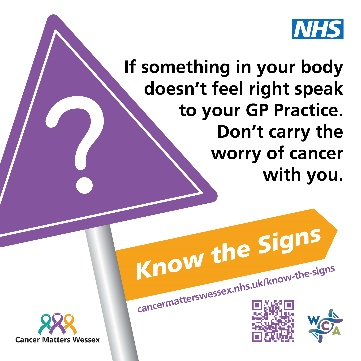 NHS
If something in your body
doesn't feel right speak
to your GP Practice.
Don't carry the
worry of cancer
with you.
?
Know the Signs
cancermatterswessex.nhs.uk/know-the-signs
Cancer Matters Wessex
WCA